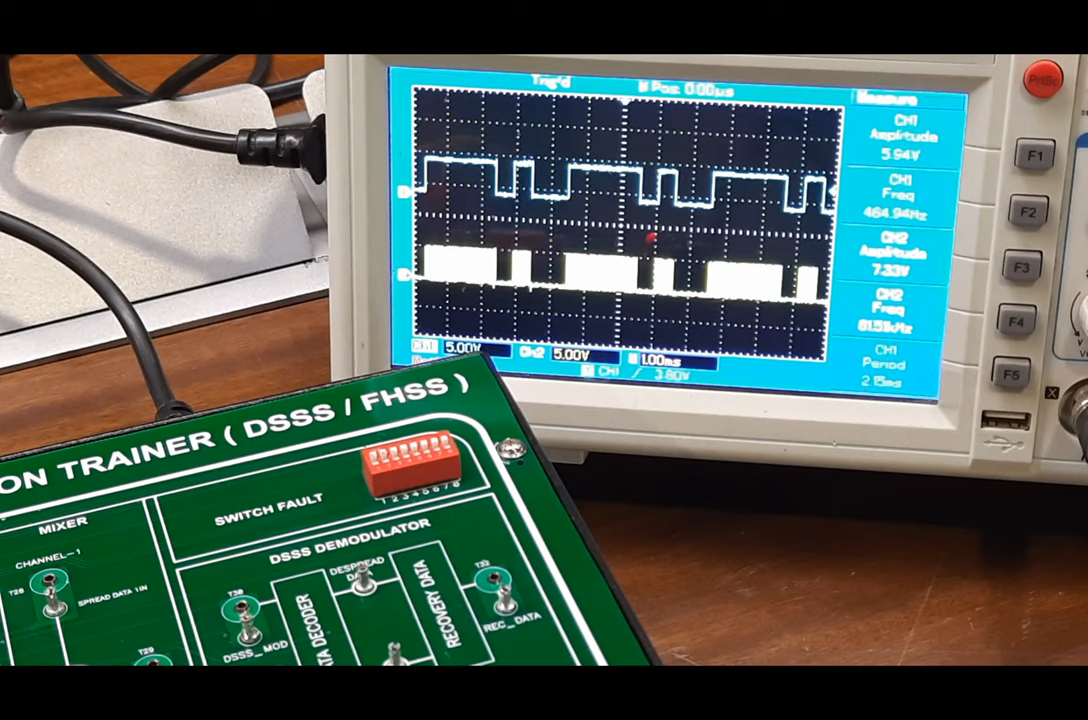 Trig'd
M Pos: 0.00µs
Measure
CH1
Amplitude
5.94V
CH1
Freq
464.94Hz
CH2
Amplitude
7.33V
CH2
Freq
81.51kHz
CH1
Period
2.15ms
CH1 5.00V
Ch2 5.00V
M 1.00ms
CH1 / 3.80V
PrtSc
F1
F2
F3
F4
F5
X
ON TRAINER ( DSSS / FHSS )
SWITCH FAULT
1 2 3 4 5 6 7 8
MIXER
CHANNEL-1
T28
SPREAD DATA 1IN
T29
DSSS DEMODULATOR
T30
DSSS_MOD
DATA DECODER
DESPREAD
RECOVERY DATA
T32
REC_DATA